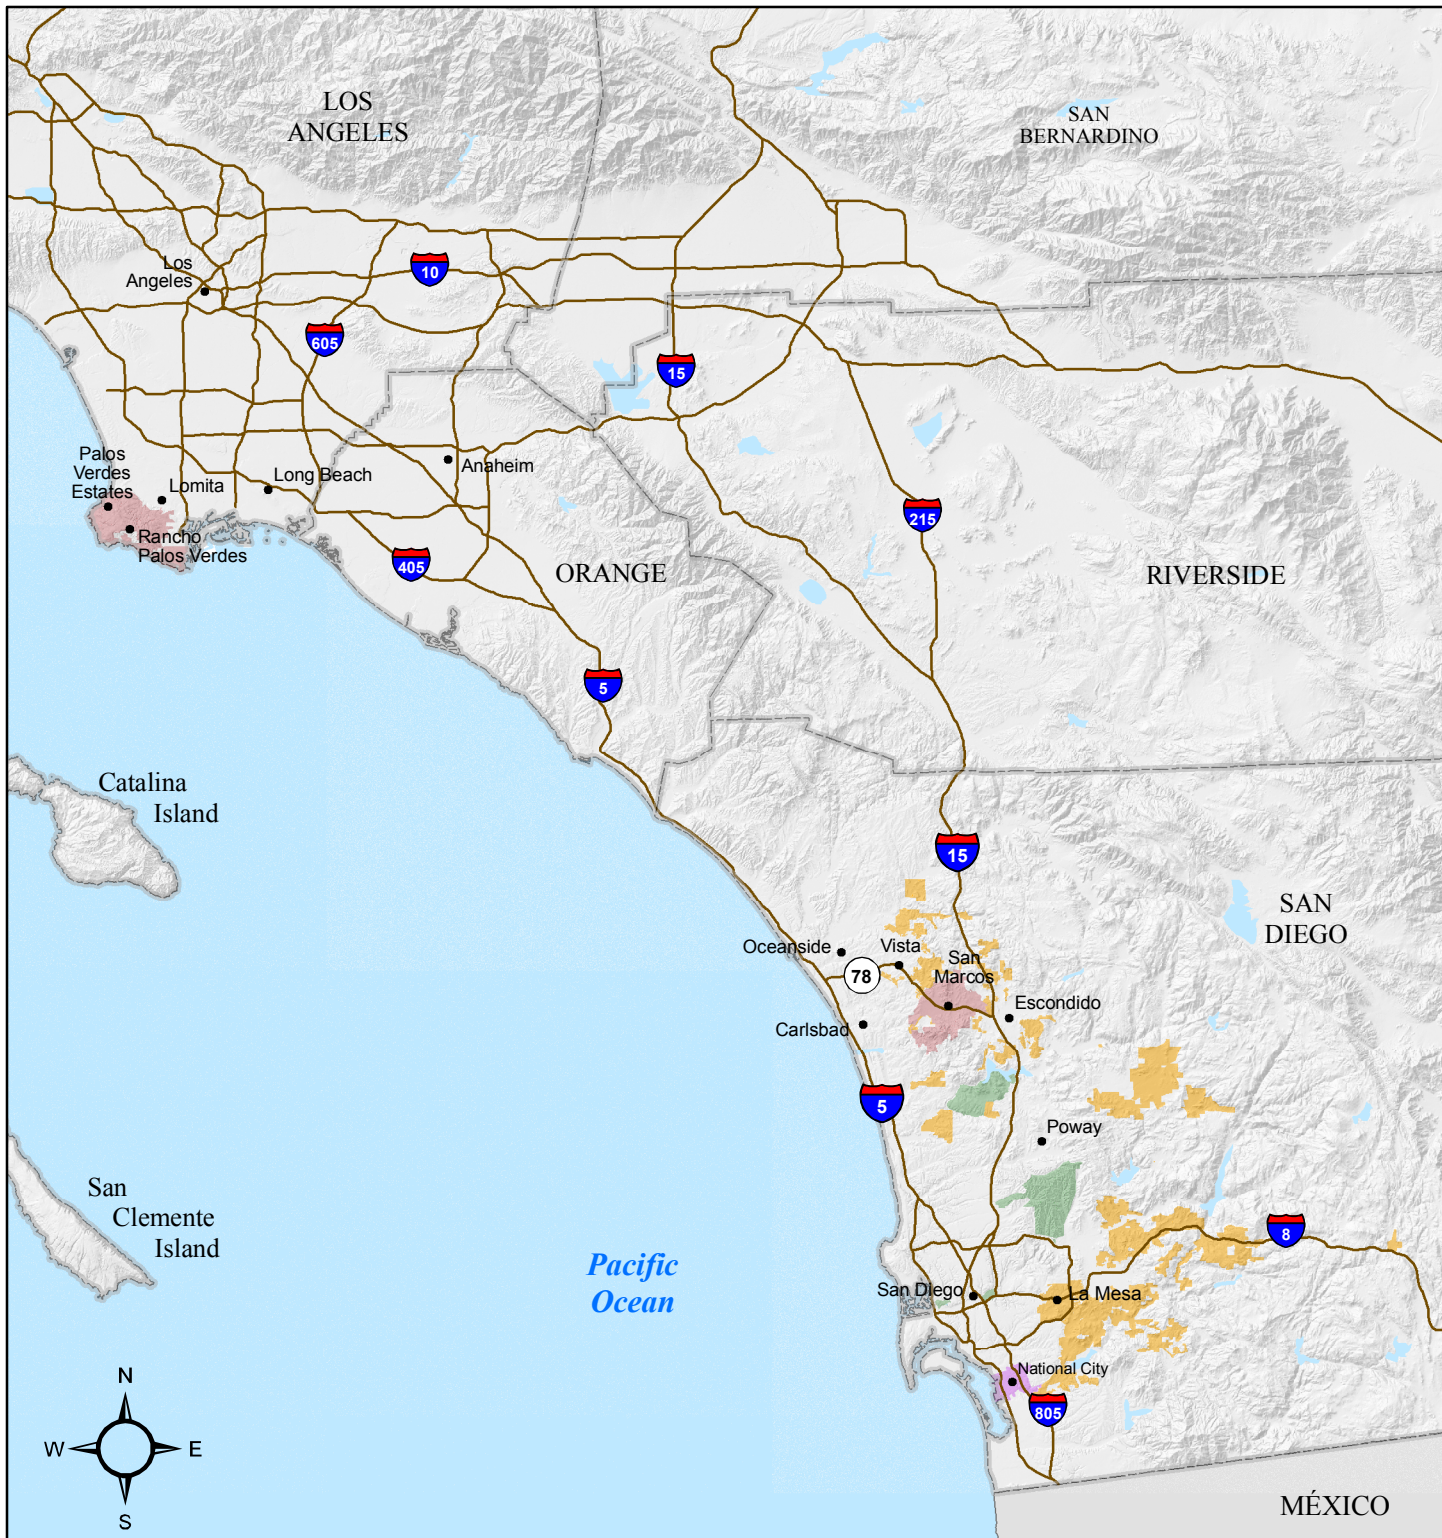 LOS
ANGELES
SAN
BERNARDINO
Los
Angeles
10
605
15
Palos
Verdes
Estates
Lomita
Long Beach
Anaheim
Rancho
Palos Verdes
215
405
ORANGE
RIVERSIDE
5
Catalina
Island
15
SAN
DIEGO
Oceanside
Vista
San
Marcos
78
Escondido
Carlsbad
5
Poway
San
Clemente
Island
8
Pacific
Ocean
San Diego
La Mesa
National City
805
N
W
E
S
MÉXICO